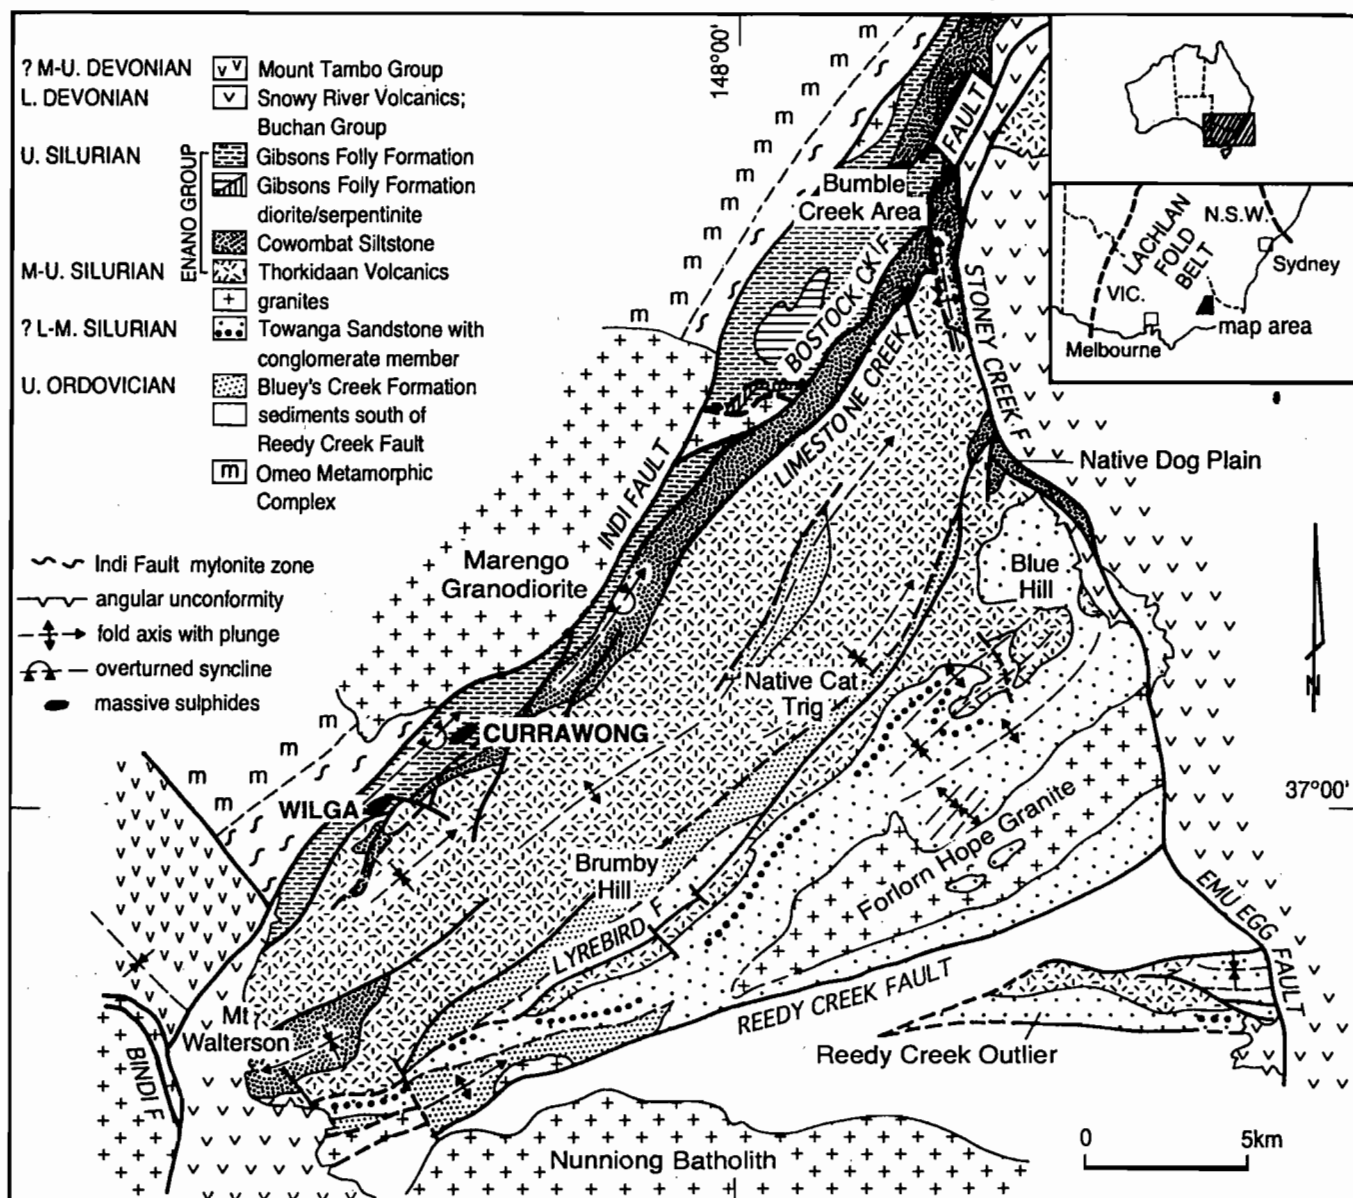 ? M-U. DEVONIAN
v v
Mount Tambo Group
L. DEVONIAN
v
Snowy River Volcanics;
Buchan Group
U. SILURIAN
ENANO GROUP
Gibsons Folly Formation
Gibsons Folly Formation
diorite/serpentinite
Cowombat Siltstone
M-U. SILURIAN
Thorkidaan Volcanics
+
granites
? L-M. SILURIAN
Towanga Sandstone with
conglomerate member
U. ORDOVICIAN
Bluey's Creek Formation
sediments south of
Reedy Creek Fault
m
Omeo Metamorphic
Complex
Indi Fault mylonite zone
angular unconformity
fold axis with plunge
overturned syncline
massive sulphides
148°00'
FAULT
Bumble
Creek Area
BOSTOCK CK F
LIMESTONE CREEK
STONEY CREEK F
INDI FAULT
Native Dog Plain
Marengo
Granodiorite
Blue
Hill
Native Cat
Trig
CURRAWONG
WILGA
37°00'
Brumby
Hill
LYREBIRD F
Forlorn Hope Granite
EMU EGG FAULT
REEDY CREEK FAULT
Reedy Creek Outlier
Mt
Walterson
BINDI F
Nunniong Batholith
0 5km
N
LACHLAN
FOLD
BELT
N.S.W.
Sydney
VIC.
map area
Melbourne